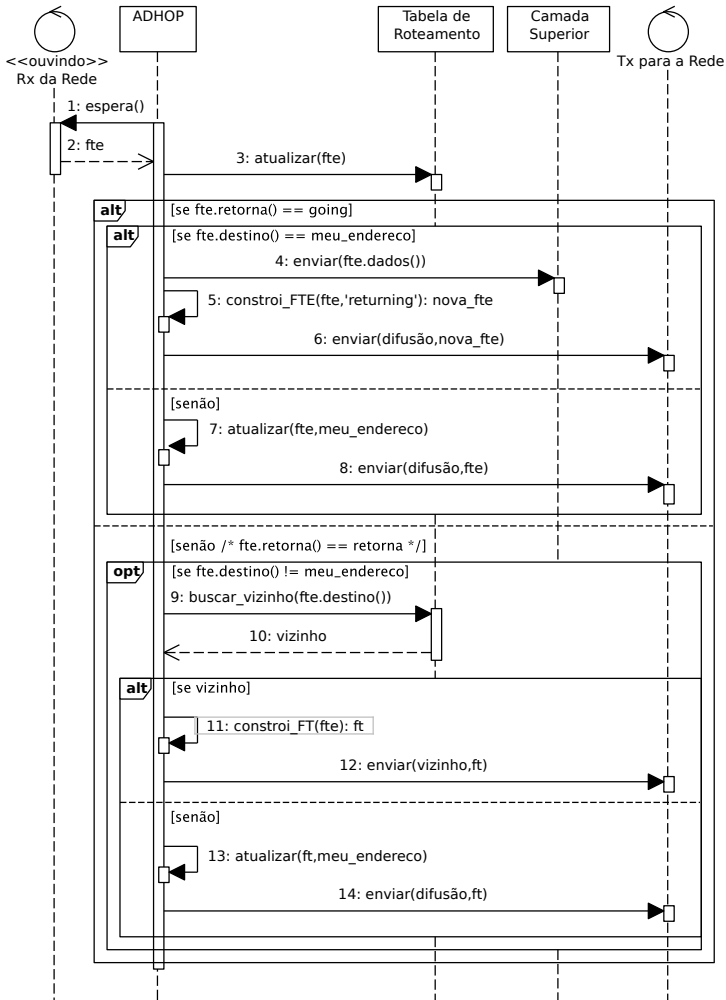 ADHOP
Tabela de
Roteamento
Camada
Superior
<<ouvindo>>
Rx da Rede
Tx para a Rede
1: espera()
2: fte
3: atualizar(fte)
alt
[se fte.retorna() == going]
alt
[se fte.destino() == meu_endereco]
4: enviar(fte.dados())
5: constroi_FTE(fte,'returning'): nova_fte
6: enviar(difusão,nova_fte)
[senão]
7: atualizar(fte,meu_endereco)
8: enviar(difusão,fte)
[senão /* fte.retorna() == retorna */]
opt
[se fte.destino() != meu_endereco]
9: buscar_vizinho(fte.destino())
10: vizinho
alt
[se vizinho]
11: constroi_FT(fte): ft
12: enviar(vizinho,ft)
[senão]
13: atualizar(ft,meu_endereco)
14: enviar(difusão,ft)